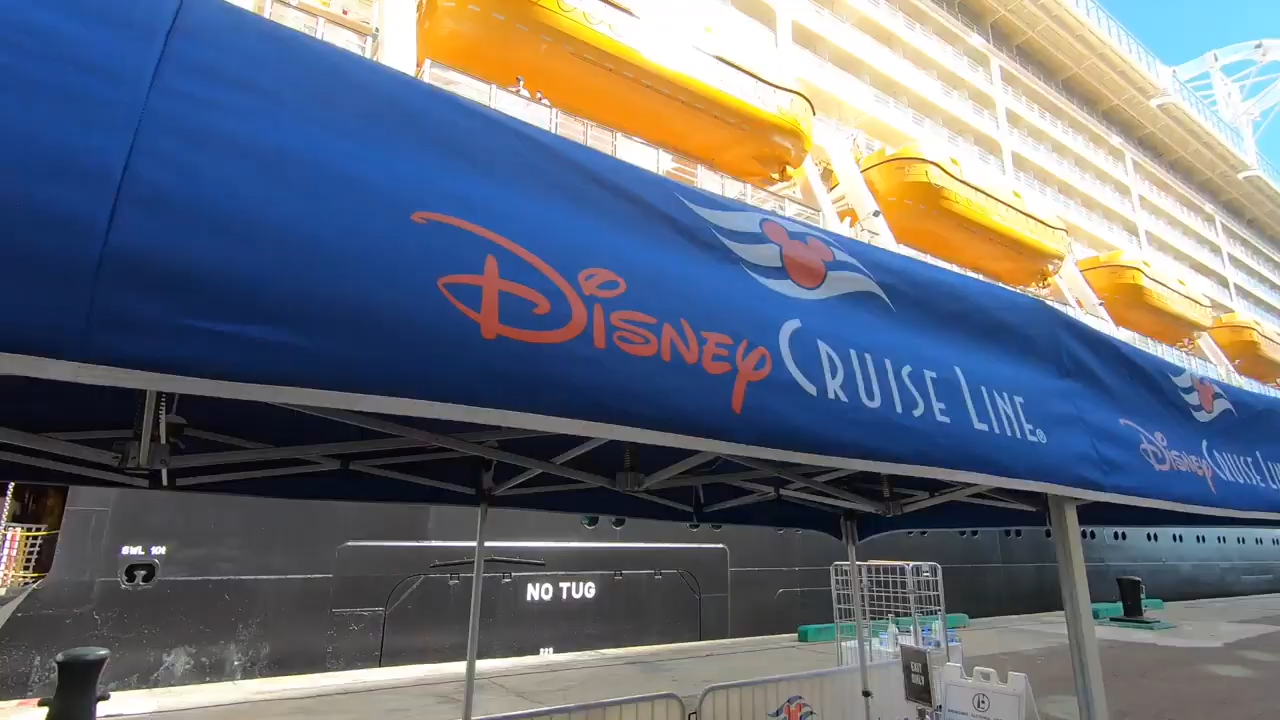 DISNEY CRUISE LINE®
DISNEY CRUISE LI
SWL 10t
NO TUG
EXIT ONLY